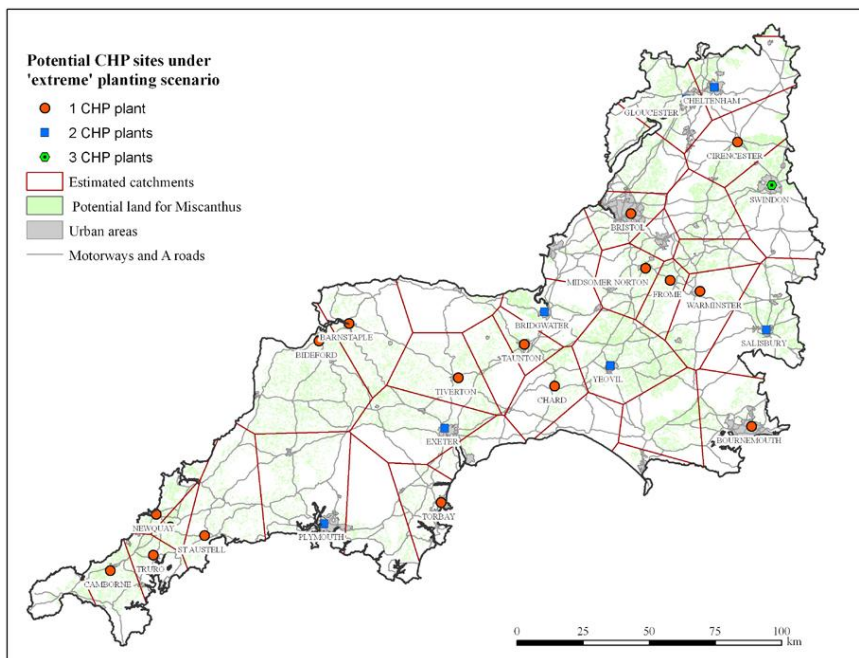 Potential CHP sites under
'extreme' planting scenario
1 CHP plant
2 CHP plants
3 CHP plants
Estimated catchments
Potential land for Miscanthus
Urban areas
Motorways and A roads
CHELTENHAM
GLOUCESTER
CIRENCESTER
SWINDON
BRISTOL
MIDSOMER NORTON
FROME
WARMINSTER
BRIDGWATER
BARNSTAPLE
BIDEFORD
STAUNTON
SALISBURY
TIVERTON
YEOVIL
CHARD
EXETER
BOURNEMOUTH
TORBAY
NEWQUAY
PLYMOUTH
ST AUSTELL
TRURO
CAMBORNE
0 25 50 75 100
km